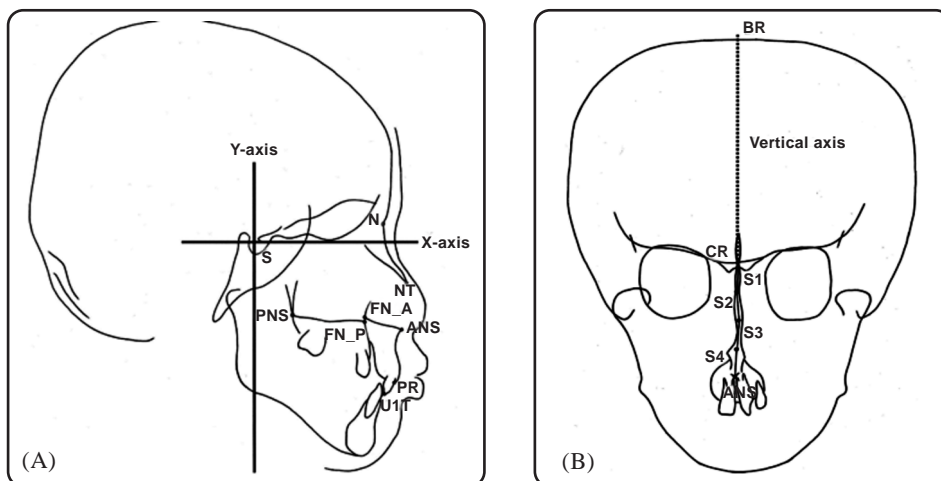 Y-axis
N
X-axis
S
NT
FN_A
PNS
ANS
FN_P
PR
U1T
(A)
BR
Vertical axis
CR
S1
S2
S3
S4
ANS
(B)